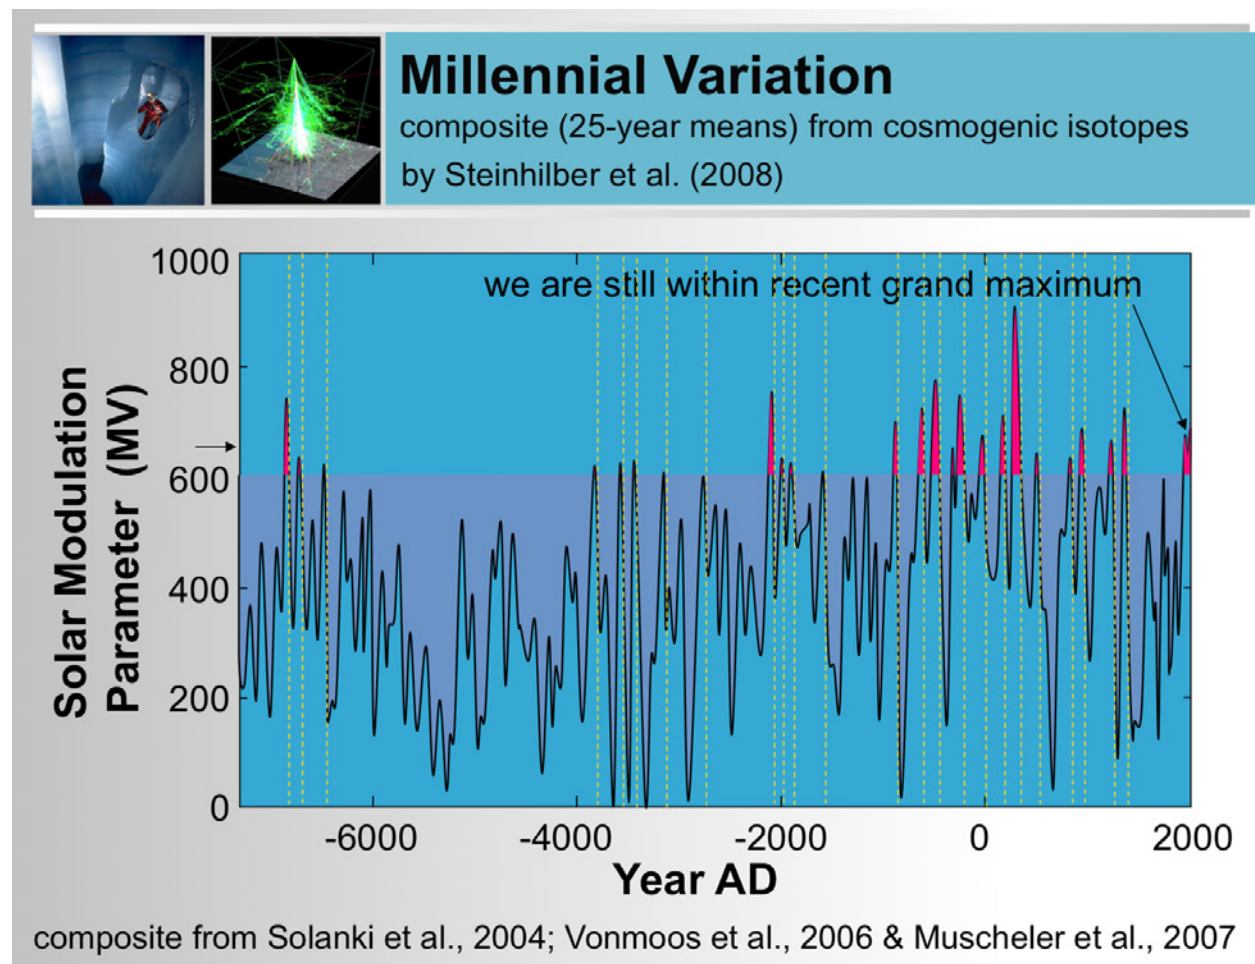 Millennial Variation
composite (25-year means) from cosmogenic isotopes
by Steinhilber et al. (2008)
we are still within recent grand maximum
Solar Modulation
Parameter (MV)
1000
800
600
400
200
0
-6000
-4000
-2000
0
2000
Year AD
composite from Solanki et al., 2004; Vonmoos et al., 2006 & Muscheler et al., 2007